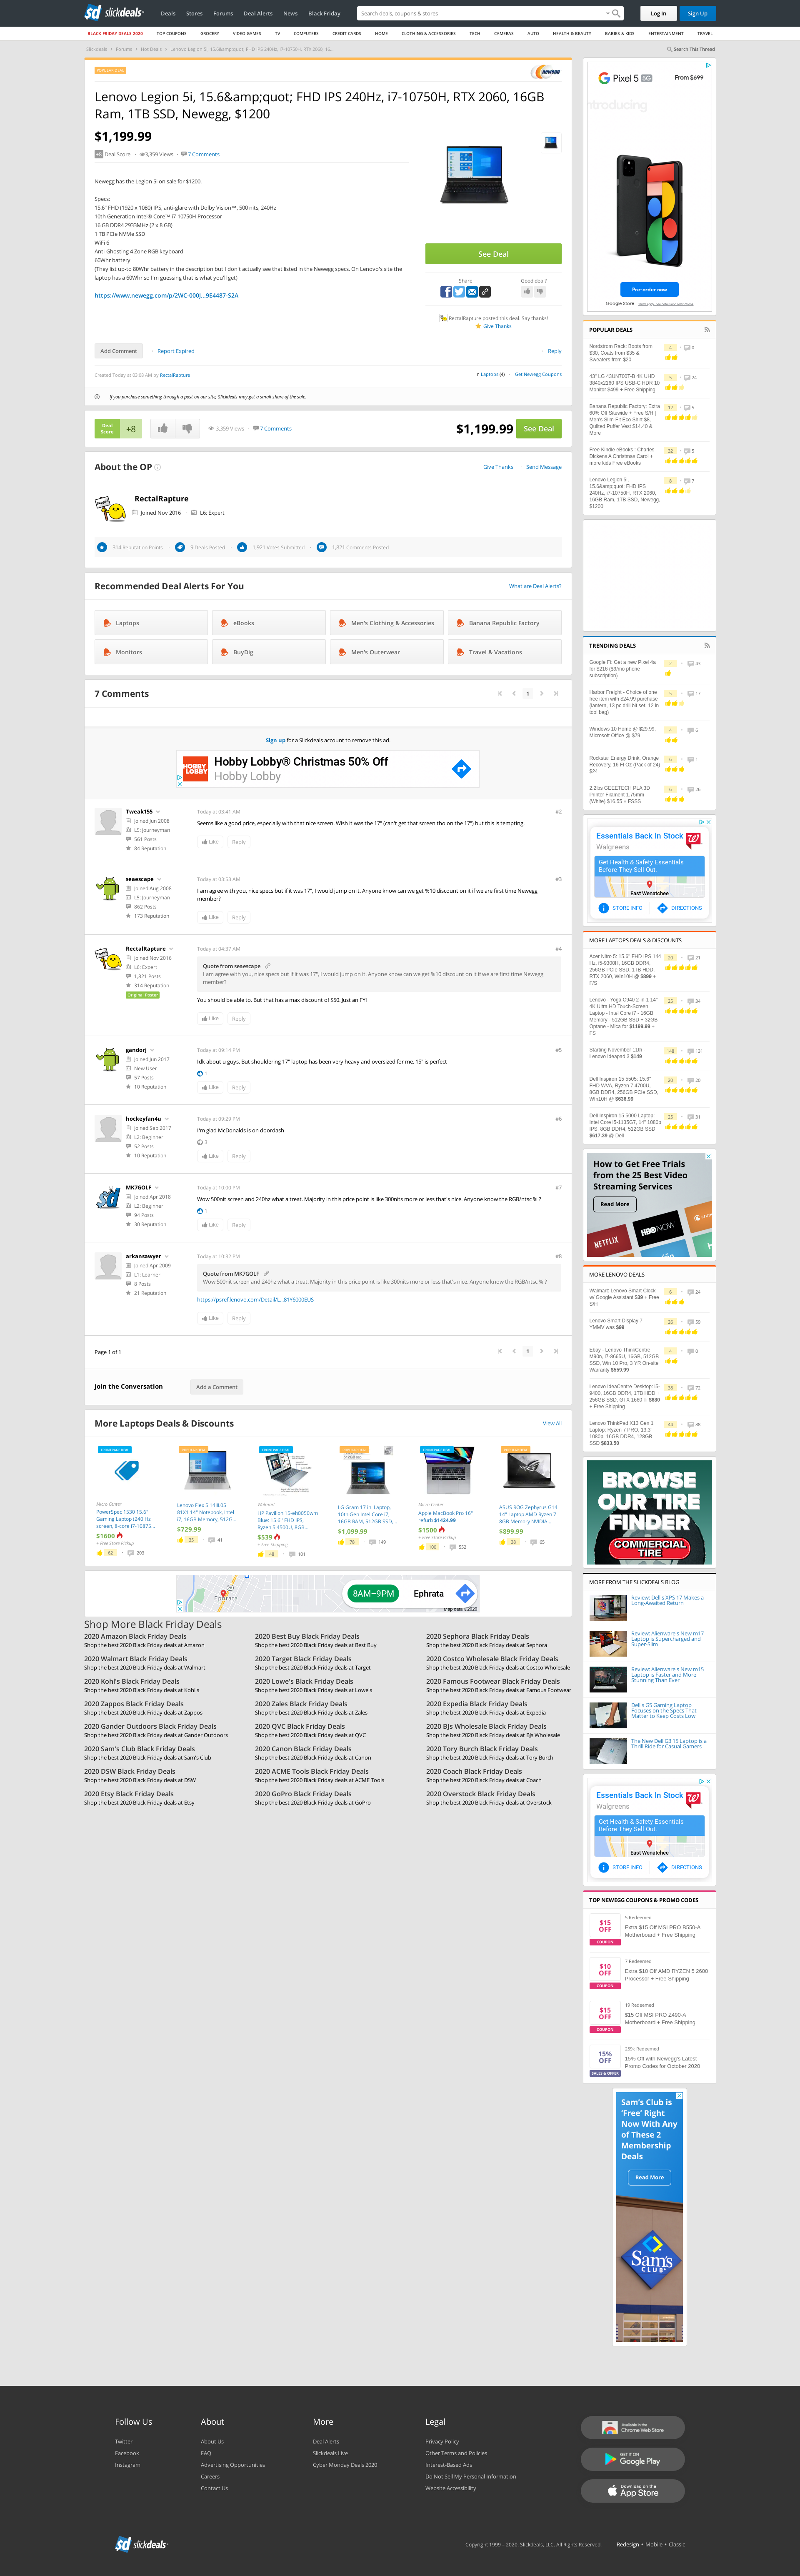 slickdeals
Deals Stores Forums Deal Alerts News Black Friday
Search deals, coupons & stores
Log In Sign Up
BLACK FRIDAY DEALS 2020 TOP COUPONS GROCERY VIDEO GAMES TV COMPUTERS CREDIT CARDS HOME CLOTHING & ACCESSORIES TECH CAMERAS AUTO HEALTH & BEAUTY BABIES & KIDS ENTERTAINMENT TRAVEL
Slickdeals Forums Hot Deals Lenovo Legion 5i, 15.6&amp;quot; FHD IPS 240Hz, i7-10750H, RTX 2060, 16...
Search This Thread
POPULAR DEAL
newegg
Lenovo Legion 5i, 15.6&amp;quot; FHD IPS 240Hz, i7-10750H, RTX 2060, 16GB
Ram, 1TB SSD, Newegg, $1200
$1,199.99
+8 Deal Score 3,359 Views 7 Comments
Newegg has the Legion 5i on sale for $1200.
Specs:
15.6" FHD (1920 x 1080) IPS, anti-glare with Dolby Vision™, 500 nits, 240Hz
10th Generation Intel® Core™ i7-10750H Processor
16 GB DDR4 2933MHz (2 x 8 GB)
1 TB PCIe NVMe SSD
WiFi 6
Anti-Ghosting 4 Zone RGB keyboard
60Whr battery
(They list up to 80Whr battery in the description but I don't actually see that listed in the Newegg specs. On Lenovo's site the
laptop has a 60Whr so I'm guessing that is what you'll get)
https://www.newegg.com/p/2WC-000J...9E4487-S2A
See Deal
Share Good deal?
RectalRapture posted this deal. Say thanks!
Give Thanks
Add Comment Report Expired Reply
Created Today at 03:08 AM by RectalRapture
Laptops (4) Get Newegg Coupons
If you purchase something through a post on our site, Slickdeals may get a small share of the sale.
Deal
Score
+8
3,359 Views 7 Comments
$1,199.99 See Deal
About the OP
Give Thanks Send Message
RectalRapture
Joined Nov 2016 L6: Expert
314 Reputation Points 9 Deals Posted 1,921 Votes Submitted 1,821 Comments Posted
Recommended Deal Alerts For You
What are Deal Alerts?
Laptops eBooks Men's Clothing & Accessories Banana Republic Factory
Monitors BuyDig Men's Outerwear Travel & Vacations
7 Comments
1
Sign up for a Slickdeals account to remove this ad.
HOBBY LOBBY
Hobby Lobby® Christmas 50% Off
Hobby Lobby
Tweak155
Joined Jun 2008
L5: Journeyman
561 Posts
84 Reputation
Today at 03:41 AM #2
Seems like a good price, especially with that nice screen. Wish it was the 17" (can't get that screen tho on the 17") but this is tempting.
Like Reply
seaescape
Joined Aug 2008
L5: Journeyman
862 Posts
173 Reputation
Today at 03:53 AM #3
I am agree with you, nice specs but if it was 17", I would jump on it. Anyone know can we get %10 discount on it if we are first time Newegg
member?
Like Reply
RectalRapture
Joined Nov 2016
L6: Expert
1,821 Posts
314 Reputation
Original Poster
Today at 04:37 AM #4
Quote from seaescape
I am agree with you, nice specs but if it was 17", I would jump on it. Anyone know can we get %10 discount on it if we are first time Newegg
member?
You should be able to. But that has a max discount of $50. Just an FYI
Like Reply
gandorj
Joined Jun 2017
New User
57 Posts
10 Reputation
Today at 09:14 PM #5
Idk about u guys. But shouldering 17" laptop has been very heavy and oversized for me. 15" is perfect
1
Like Reply
hockeyfan4u
Joined Sep 2017
L2: Beginner
52 Posts
10 Reputation
Today at 09:29 PM #6
I'm glad McDonalds is on doordash
3
Like Reply
MK7GOLF
Joined Apr 2018
L2: Beginner
94 Posts
30 Reputation
Today at 10:00 PM #7
Wow 500nit screen and 240hz what a treat. Majority in this price point is like 300nits more or less that's nice. Anyone know the RGB/ntsc % ?
1
Like Reply
arkansawyer
Joined Apr 2009
L1: Learner
8 Posts
21 Reputation
Today at 10:32 PM #8
Quote from MK7GOLF
Wow 500nit screen and 240hz what a treat. Majority in this price point is like 300nits more or less that's nice. Anyone know the RGB/ntsc % ?
https://psref.lenovo.com/Detail/L...81Y6000EUS
Like Reply
Page 1 of 1
1
Join the Conversation Add a Comment
More Laptops Deals & Discounts
View All
Micro Center
PowerSpec 1530 15.6"
Gaming Laptop (240 Hz
screen, 8-core i7-10875...
$1600
+ Free Store Pickup
62 203
Lenovo Flex 5 14IIL05
81X1 14" Notebook, Intel
i7, 16GB Memory, 512G...
$729.99
35 41
Walmart
HP Pavilion 15-eh0050wm
Blue: 15.6" FHD IPS,
Ryzen 5 4500U, 8GB...
$539
+ Free Shipping
48 101
LG Gram 17 in. Laptop,
10th Gen Intel Core i7,
16GB RAM, 512GB SSD,...
$1,099.99
78 149
Micro Center
Apple MacBook Pro 16"
refurb $1424.99
$1500
+ Free Store Pickup
100 552
ASUS ROG Zephyrus G14
14" Laptop AMD Ryzen 7
8GB Memory NVIDIA...
$899.99
38 65
Ephrata
8AM–9PM Ephrata
Map data ©2020
Shop More Black Friday Deals
2020 Amazon Black Friday Deals
Shop the best 2020 Black Friday deals at Amazon
2020 Walmart Black Friday Deals
Shop the best 2020 Black Friday deals at Walmart
2020 Kohl's Black Friday Deals
Shop the best 2020 Black Friday deals at Kohl's
2020 Zappos Black Friday Deals
Shop the best 2020 Black Friday deals at Zappos
2020 Gander Outdoors Black Friday Deals
Shop the best 2020 Black Friday deals at Gander Outdoors
2020 Sam's Club Black Friday Deals
Shop the best 2020 Black Friday deals at Sam's Club
2020 DSW Black Friday Deals
Shop the best 2020 Black Friday deals at DSW
2020 Etsy Black Friday Deals
Shop the best 2020 Black Friday deals at Etsy
2020 Best Buy Black Friday Deals
Shop the best 2020 Black Friday deals at Best Buy
2020 Target Black Friday Deals
Shop the best 2020 Black Friday deals at Target
2020 Lowe's Black Friday Deals
Shop the best 2020 Black Friday deals at Lowe's
2020 Zales Black Friday Deals
Shop the best 2020 Black Friday deals at Zales
2020 QVC Black Friday Deals
Shop the best 2020 Black Friday deals at QVC
2020 Canon Black Friday Deals
Shop the best 2020 Black Friday deals at Canon
2020 ACME Tools Black Friday Deals
Shop the best 2020 Black Friday deals at ACME Tools
2020 GoPro Black Friday Deals
Shop the best 2020 Black Friday deals at GoPro
2020 Sephora Black Friday Deals
Shop the best 2020 Black Friday deals at Sephora
2020 Costco Wholesale Black Friday Deals
Shop the best 2020 Black Friday deals at Costco Wholesale
2020 Famous Footwear Black Friday Deals
Shop the best 2020 Black Friday deals at Famous Footwear
2020 Expedia Black Friday Deals
Shop the best 2020 Black Friday deals at Expedia
2020 BJs Wholesale Black Friday Deals
Shop the best 2020 Black Friday deals at BJs Wholesale
2020 Tory Burch Black Friday Deals
Shop the best 2020 Black Friday deals at Tory Burch
2020 Coach Black Friday Deals
Shop the best 2020 Black Friday deals at Coach
2020 Overstock Black Friday Deals
Shop the best 2020 Black Friday deals at Overstock
Pixel 5 5G From $699
ntroducing
Pre-order now
Google Store
POPULAR DEALS
Nordstrom Rack: Boots from
$30, Coats from $35 &
Sweaters from $20
4 0
43" LG 43UN700T-B 4K UHD
3840x2160 IPS USB-C HDR 10
Monitor $499 + Free Shipping
5 24
Banana Republic Factory: Extra
60% Off Sitewide + Free S/H |
Men's Slim-Fit Eco Shirt $8,
Quilted Puffer Vest $14.40 &
More
12 5
Free Kindle eBooks : Charles
Dickens A Christmas Carol +
more kids Free eBooks
32 5
Lenovo Legion 5i,
15.6&amp;quot; FHD IPS
240Hz, i7-10750H, RTX 2060,
16GB Ram, 1TB SSD, Newegg,
$1200
8 7
TRENDING DEALS
Google Fi: Get a new Pixel 4a
for $216 ($9/mo phone
subscription)
2 43
Harbor Freight - Choice of one
free item with $24.99 purchase
(lantern, 13 pc drill bit set, 12 in
tool bag)
5 17
Windows 10 Home @ $29.99,
Microsoft Office @ $79
4 6
Rockstar Energy Drink, Orange
Recovery, 16 Fl Oz (Pack of 24)
$24
6 1
2.2lbs GEEETECH PLA 3D
Printer Filament 1.75mm
(White) $16.55 + FSSS
6 26
Essentials Back In Stock
Walgreens
Get Health & Safety Essentials
Before They Sell Out.
East Wenatchee
STORE INFO DIRECTIONS
MORE LAPTOPS DEALS & DISCOUNTS
Acer Nitro 5: 15.6" FHD IPS 144
Hz, i5-9300H, 16GB DDR4,
256GB PCIe SSD, 1TB HDD,
RTX 2060, Win10H @ $899 +
F/S
20 21
Lenovo - Yoga C940 2-in-1 14"
4K Ultra HD Touch-Screen
Laptop - Intel Core i7 - 16GB
Memory - 512GB SSD + 32GB
Optane - Mica for $1199.99 +
FS
25 34
Starting November 11th -
Lenovo Ideapad 3 $149
148 131
Dell Inspiron 15 5505: 15.6"
FHD WVA, Ryzen 7 4700U,
8GB DDR4, 256GB PCIe SSD,
Win10H @ $636.99
20 20
Dell Inspiron 15 5000 Laptop:
Intel Core i5-1135G7, 14" 1080p
IPS, 8GB DDR4, 512GB SSD
$617.39 @ Dell
25 31
How to Get Free Trials
from the 25 Best Video
Streaming Services
Read More
NETFLIX
HBO NOW
MORE LENOVO DEALS
Walmart: Lenovo Smart Clock
w/ Google Assistant $39 + Free
S/H
6 24
Lenovo Smart Display 7 -
YMMV was $99
26 59
Ebay - Lenovo ThinkCentre
M90n, i7-8665U, 16GB, 512GB
SSD, Win 10 Pro, 3 YR On-site
Warranty $559.99
4 0
Lenovo IdeaCentre Desktop: i5-
9400, 16GB DDR4, 1TB HDD +
256GB SSD, GTX 1660 Ti $680
+ Free Shipping
38 72
Lenovo ThinkPad X13 Gen 1
Laptop: Ryzen 7 PRO, 13.3"
1080p, 16GB DDR4, 128GB
SSD $833.50
44 88
BROWSE
OUR TIRE
FINDER
COMMERCIAL
TIRE
MORE FROM THE SLICKDEALS BLOG
Review: Dell's XPS 17 Makes a
Long-Awaited Return
Review: Alienware's New m17
Laptop is Supercharged and
Super-Slim
Review: Alienware's New m15
Laptop is Faster and More
Stunning Than Ever
Dell's G5 Gaming Laptop
Focuses on the Specs That
Matter to Keep Costs Low
The New Dell G3 15 Laptop is a
Thrill Ride for Casual Gamers
Essentials Back In Stock
Walgreens
Get Health & Safety Essentials
Before They Sell Out.
East Wenatchee
STORE INFO DIRECTIONS
TOP NEWEGG COUPONS & PROMO CODES
$15
OFF
COUPON
5 Redeemed
Extra $15 Off MSI PRO B550-A
Motherboard + Free Shipping
$10
OFF
COUPON
7 Redeemed
Extra $10 Off AMD RYZEN 5 2600
Processor + Free Shipping
$15
OFF
COUPON
19 Redeemed
$15 Off MSI PRO Z490-A
Motherboard + Free Shipping
15%
OFF
SALES & OFFER
259k Redeemed
15% Off with Newegg's Latest
Promo Codes for October 2020
Sam's Club is
'Free' Right
Now With Any
of These 2
Membership
Deals
Read More
Sam's
CLUB
Follow Us
Twitter
Facebook
Instagram
About
About Us
FAQ
Advertising Opportunities
Careers
Contact Us
More
Deal Alerts
Slickdeals Live
Cyber Monday Deals 2020
Legal
Privacy Policy
Other Terms and Policies
Interest-Based Ads
Do Not Sell My Personal Information
Website Accessibility
Available in the
Chrome Web Store
GET IT ON
Google Play
Download on the
App Store
slickdeals
Copyright 1999 - 2020. Slickdeals, LLC. All Rights Reserved.
Redesign • Mobile • Classic